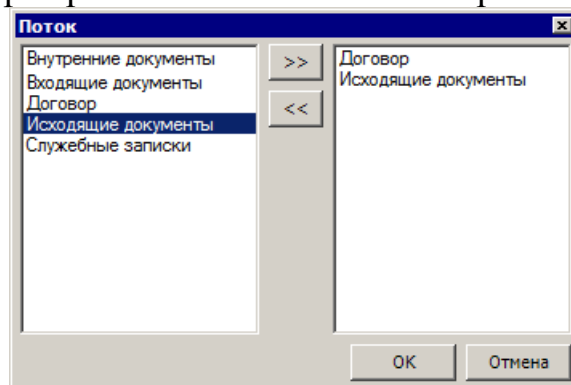 Поток
Внутренние документы
Входящие документы
Договор
Исходящие документы
Служебные записки
>>
<<
Договор
Исходящие документы
OK
Отмена